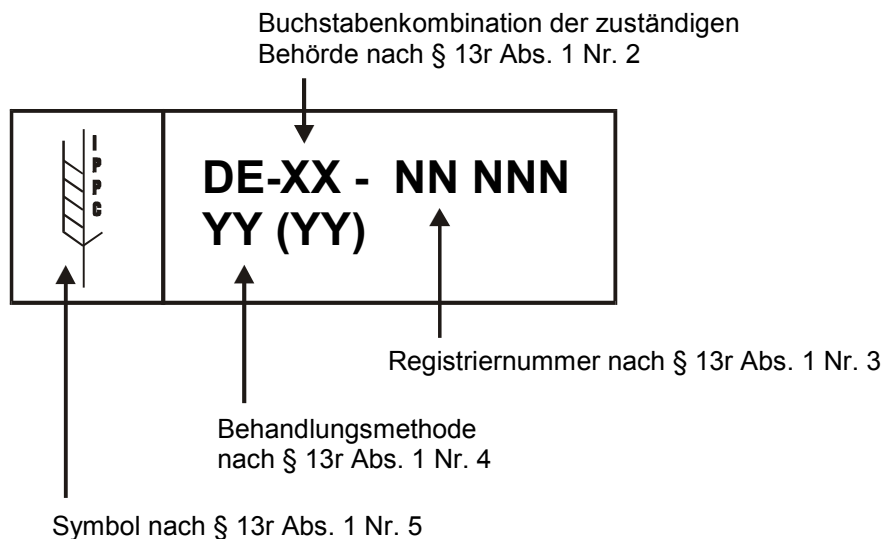 Buchstabenkombination der zuständigen
Behörde nach § 13r Abs. 1 Nr. 2
IPPC
DE-XX - NN NNN
YY (YY)
Registriernummer nach § 13r Abs. 1 Nr. 3
Behandlungsmethode
nach § 13r Abs. 1 Nr. 4
Symbol nach § 13r Abs. 1 Nr. 5